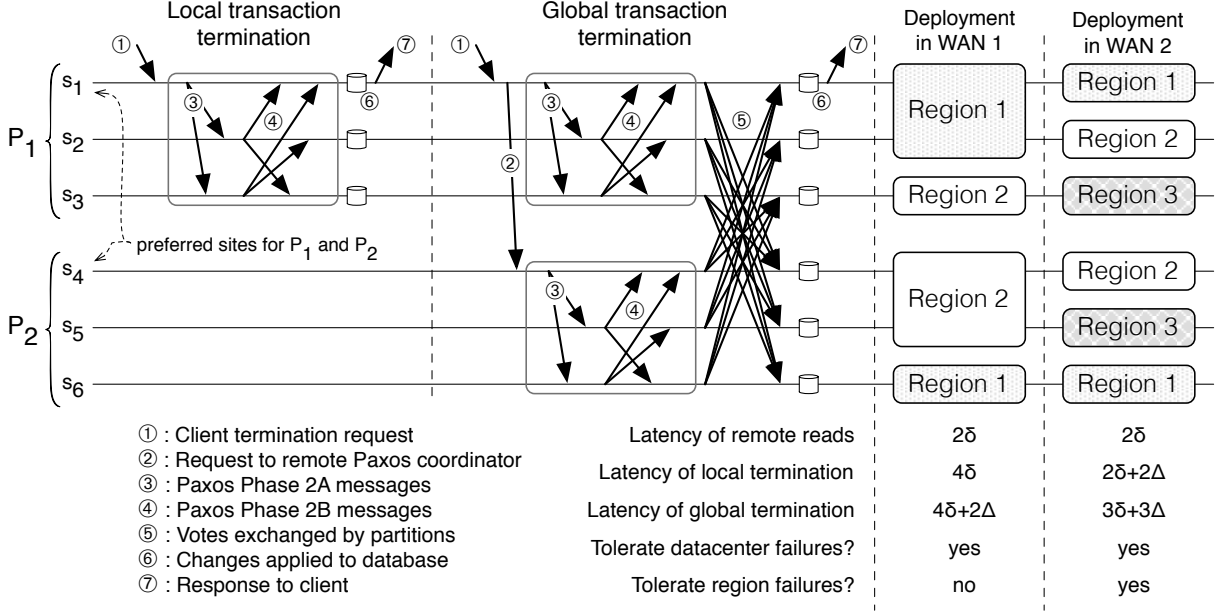 Local transaction
termination
Global transaction
termination
Deployment
in WAN 1
Deployment
in WAN 2
① ⑦ ① ⑦
P1
s1
③ ④ ⑥ ③ ④ ⑤ ⑥
Region 1
Region 1
s2
②
Region 2
s3
Region 2
Region 3
preferred sites for P1 and P2
P2
s4
③ ④
Region 2
Region 2
s5
Region 3
s6
Region 1
Region 1
① : Client termination request
② : Request to remote Paxos coordinator
③ : Paxos Phase 2A messages
④ : Paxos Phase 2B messages
⑤ : Votes exchanged by partitions
⑥ : Changes applied to database
⑦ : Response to client
Latency of remote reads 2δ 2δ
Latency of local termination 4δ 2δ+2Δ
Latency of global termination 4δ+2Δ 3δ+3Δ
Tolerate datacenter failures? yes yes
Tolerate region failures? no yes